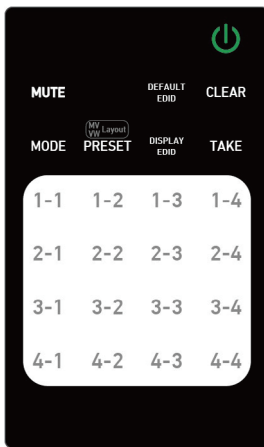 MUTE DEFAULT EDID CLEAR
MV VW Layout
MODE PRESET DISPLAY EDID TAKE
1-1 1-2 1-3 1-4
2-1 2-2 2-3 2-4
3-1 3-2 3-3 3-4
4-1 4-2 4-3 4-4